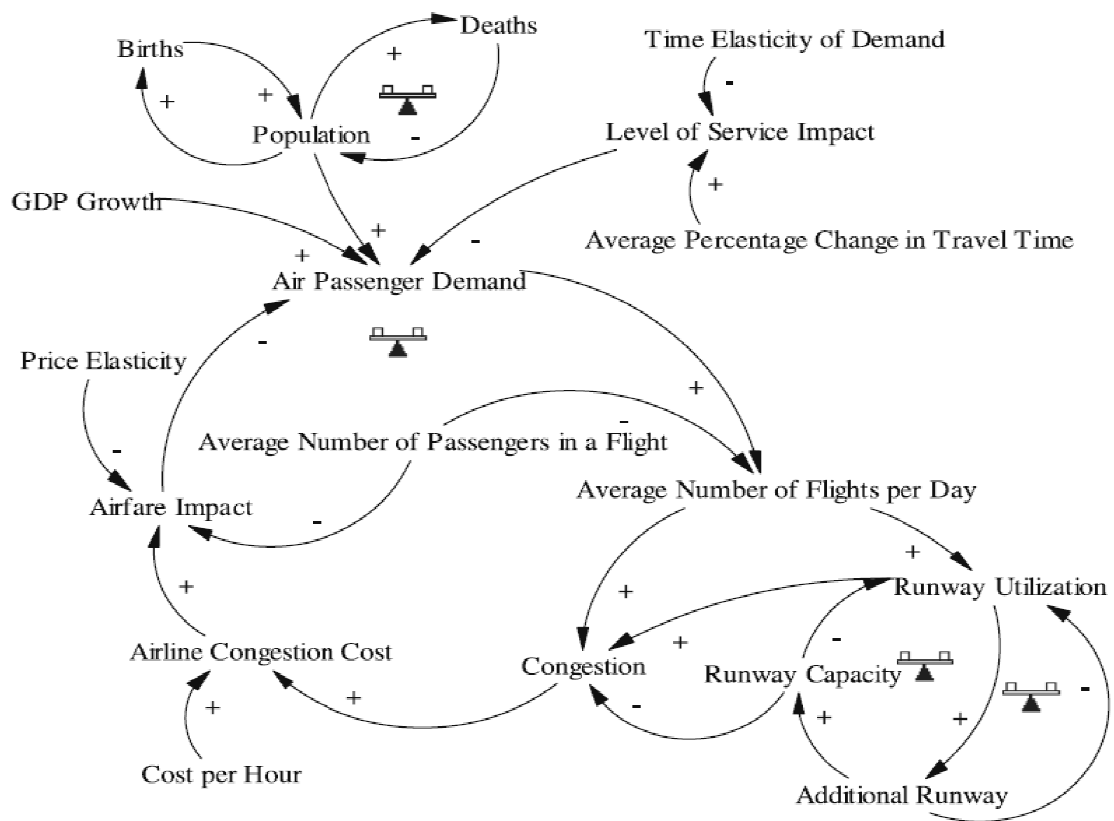 Deaths
Births
Time Elasticity of Demand
+
+
+
-
Population
-
Level of Service Impact
GDP Growth
+
+
-
Average Percentage Change in Travel Time
+
Air Passenger Demand
-
Price Elasticity
+
-
Average Number of Passengers in a Flight
-
Average Number of Flights per Day
Airfare Impact
-
+
+
Runway Utilization
+
+
-
Airline Congestion Cost
Congestion
Runway Capacity
-
+
+
-
+
+
Cost per Hour
Additional Runway